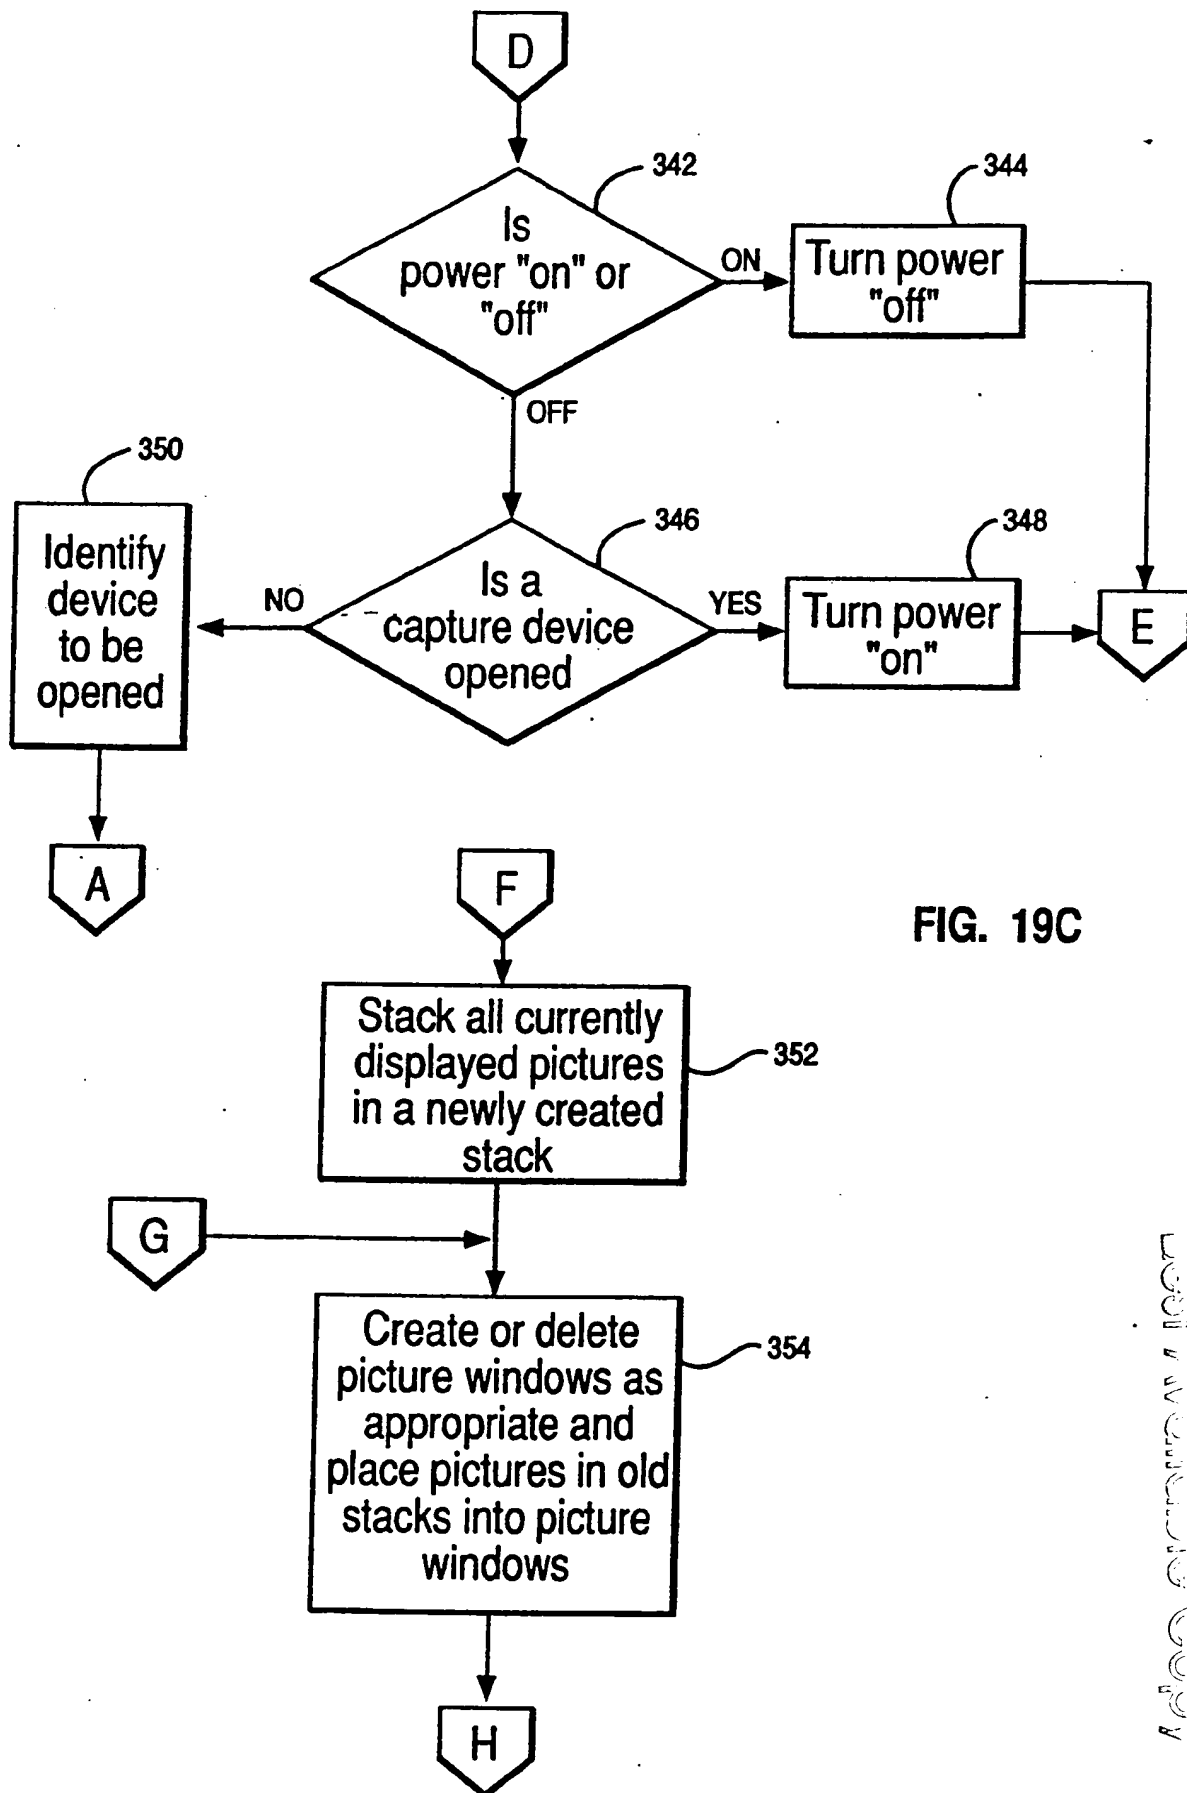 D
342
Is
power "on" or
"off"
ON
344
Turn power
"off"
OFF
350
Identify
device
to be
opened
NO
346
Is a
capture device
opened
YES
348
Turn power
"on"
E
A
F
FIG. 19C
Stack all currently
displayed pictures
in a newly created
stack
352
G
Create or delete
picture windows as
appropriate and
place pictures in old
stacks into picture
windows
354
H
Best Available Copy